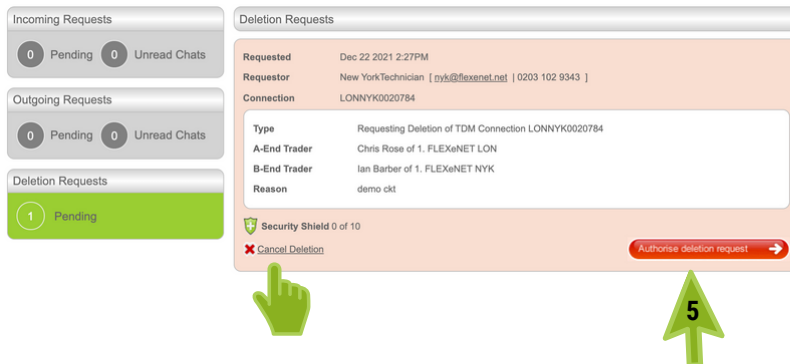 Incoming Requests
0 Pending 0 Unread Chats
Outgoing Requests
0 Pending 0 Unread Chats
Deletion Requests
1 Pending
Deletion Requests
Requested Dec 22 2021 2:27PM
Requestor New YorkTechnician [ nyk@flexenet.net | 0203 102 9343 ]
Connection LONNYK0020784
Type Requesting Deletion of TDM Connection LONNYK0020784
A-End Trader Chris Rose of 1. FLEXeNET LON
B-End Trader Ian Barber of 1. FLEXeNET NYK
Reason demo ckt
Security Shield 0 of 10
Cancel Deletion
Authorise deletion request
5